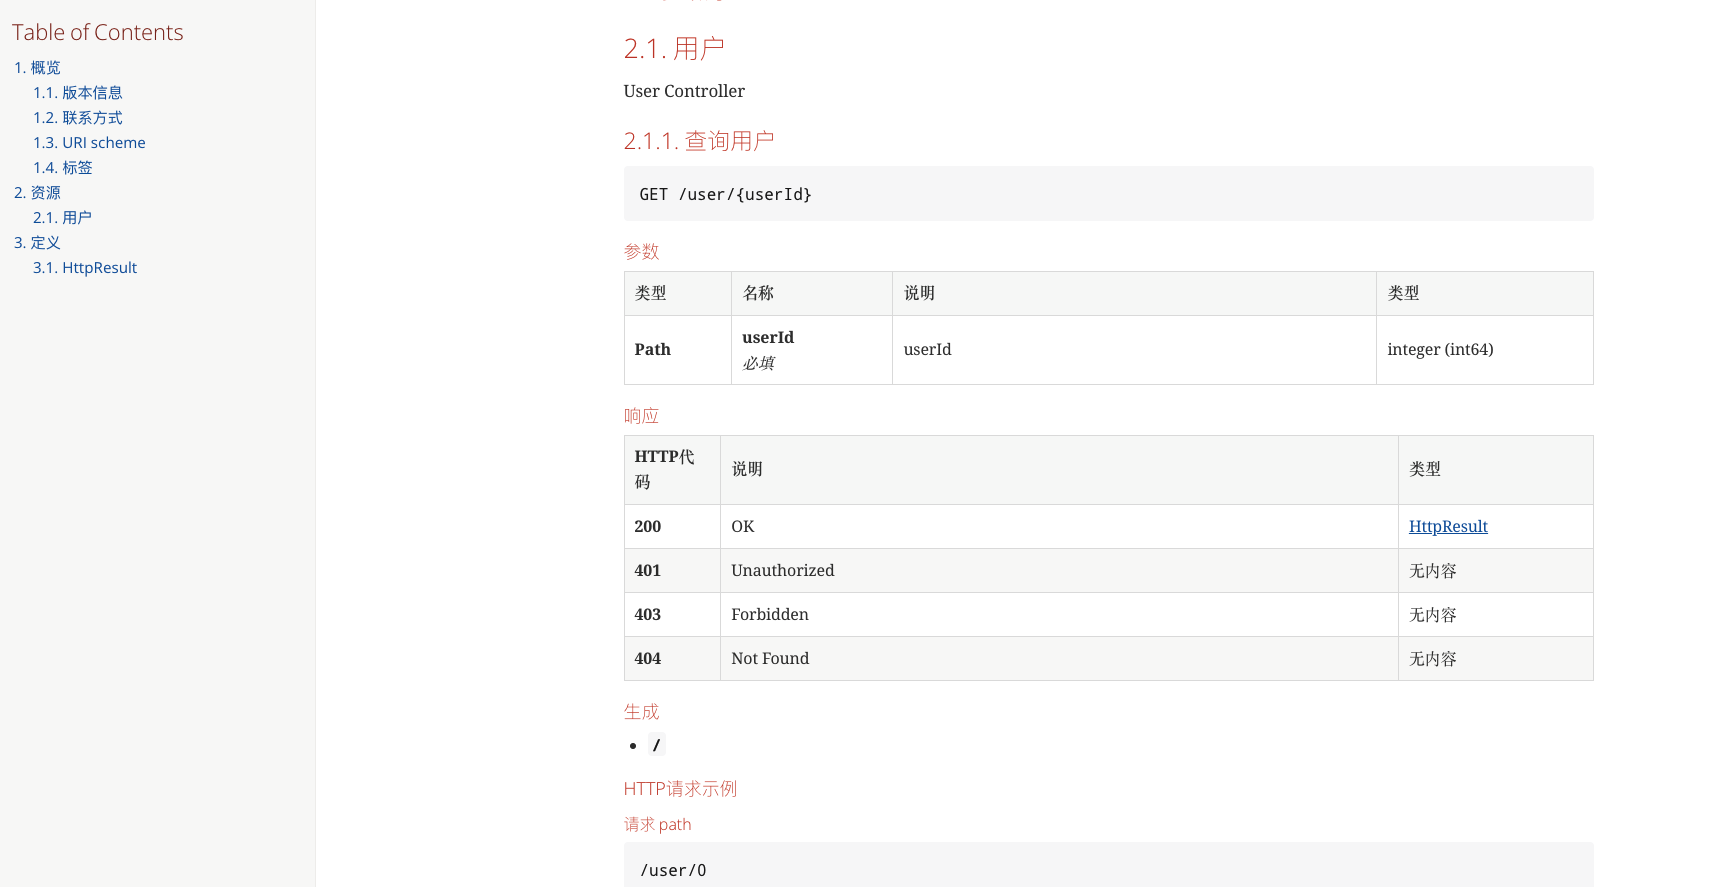 Table of Contents
1. 概览
1.1. 版本信息
1.2. 联系方式
1.3. URI scheme
1.4. 标签
2. 资源
2.1. 用户
3. 定义
3.1. HttpResult
2.1. 用户
User Controller
2.1.1. 查询用户
GET /user/{userId}
参数
类型 名称 说明 类型
Path userId 必填 userId integer (int64)
响应
HTTP代码 说明 类型
200 OK HttpResult
401 Unauthorized 无内容
403 Forbidden 无内容
404 Not Found 无内容
生成
/
HTTP请求示例
请求 path
/user/0